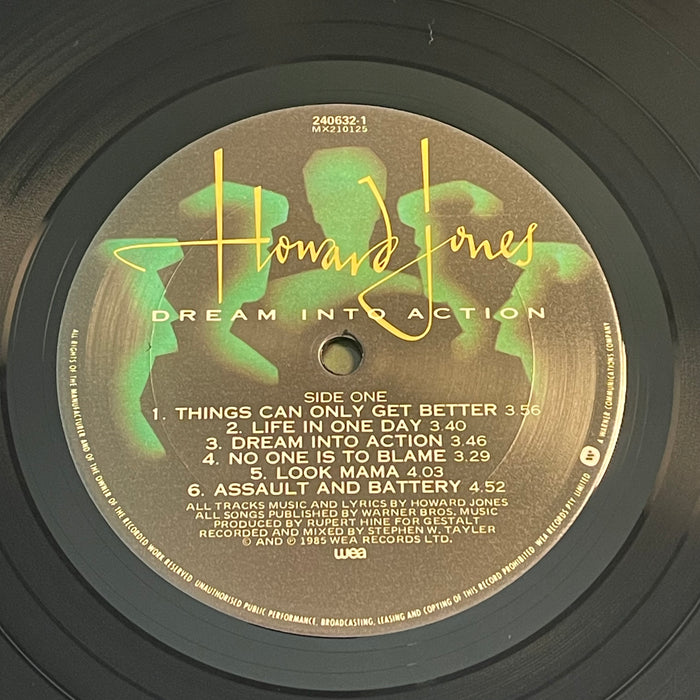 240632-1
MX210125
Howard Jones
DREAM INTO ACTION
SIDE ONE
1. THINGS CAN ONLY GET BETTER 3.56
2. LIFE IN ONE DAY 3.40
3. DREAM INTO ACTION 3.46
4. NO ONE IS TO BLAME 3.29
5. LOOK MAMA 4.03
6. ASSAULT AND BATTERY 4.52
ALL TRACKS MUSIC AND LYRICS BY HOWARD JONES
ALL SONGS PUBLISHED BY WARNER BROS. MUSIC
PRODUCED BY RUPERT HINE FOR GESTALT
RECORDED AND MIXED BY STEPHEN W. TAYLER
© AND ℗ 1985 WEA RECORDS LTD.
wea
ALL RIGHTS OF THE MANUFACTURER AND OF THE OWNER OF THE RECORDED WORK RESERVED. UNAUTHORISED PUBLIC PERFORMANCE, BROADCASTING, LEASING AND COPYING OF THIS RECORD PROHIBITED. WEA RECORDS PTY. LIMITED A WARNER COMMUNICATIONS COMPANY